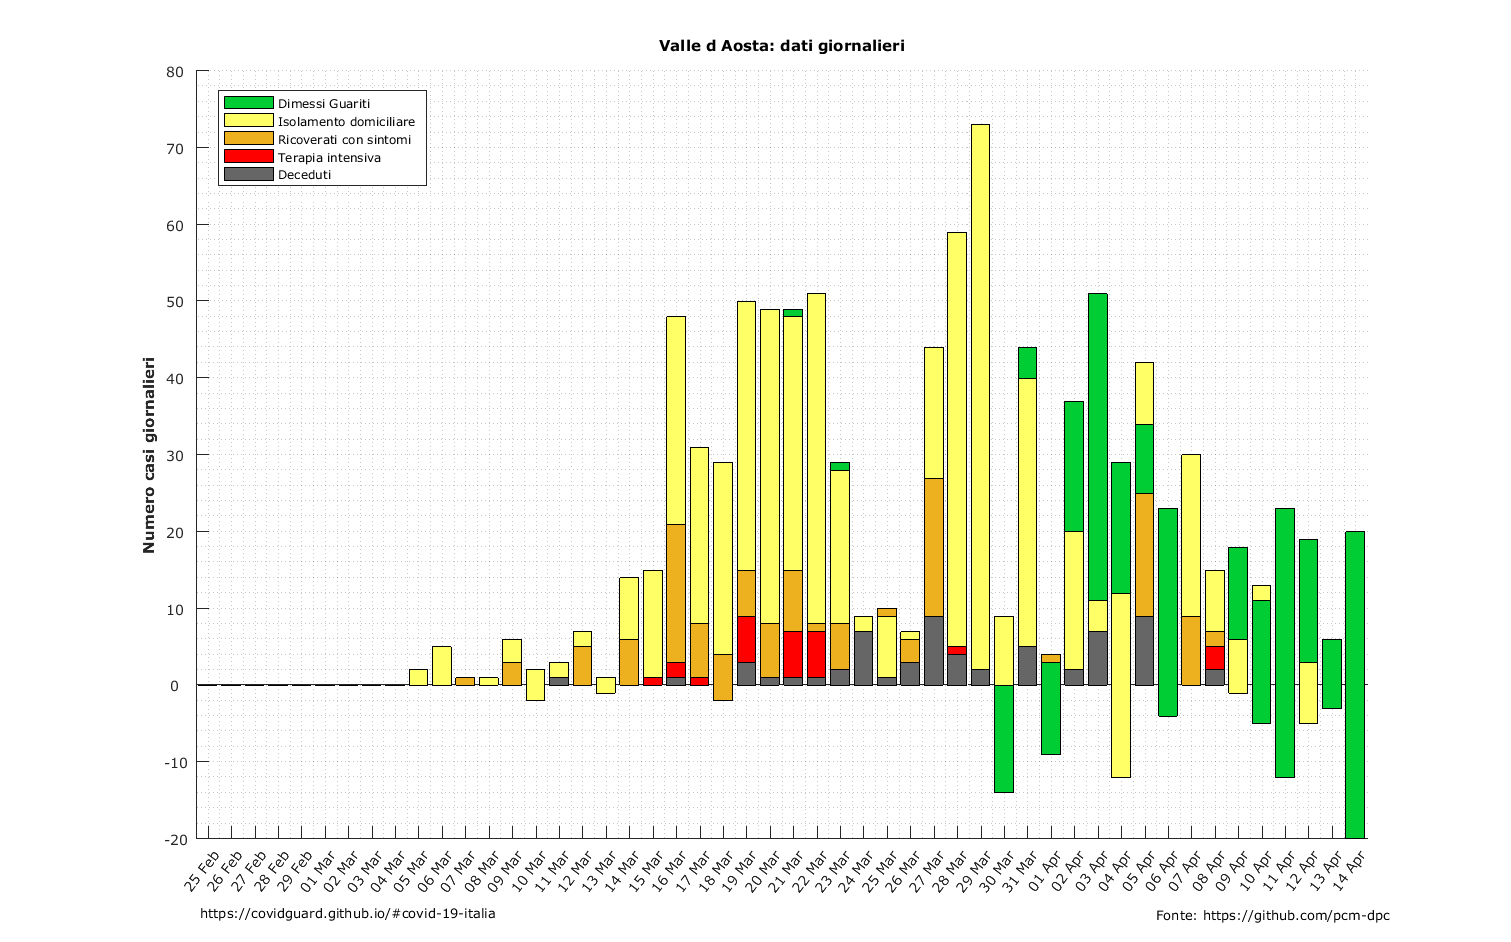 Valle d Aosta: dati giornalieri
80
70
60
50
40
30
20
10
0
-10
-20
Numero casi giornalieri
Dimessi Guariti
Isolamento domiciliare
Ricoverati con sintomi
Terapia intensiva
Deceduti
25 Feb
26 Feb
27 Feb
28 Feb
29 Feb
01 Mar
02 Mar
03 Mar
04 Mar
05 Mar
06 Mar
07 Mar
08 Mar
09 Mar
10 Mar
11 Mar
12 Mar
13 Mar
14 Mar
15 Mar
16 Mar
17 Mar
18 Mar
19 Mar
20 Mar
21 Mar
22 Mar
23 Mar
24 Mar
25 Mar
26 Mar
27 Mar
28 Mar
29 Mar
30 Mar
31 Mar
01 Apr
02 Apr
03 Apr
04 Apr
05 Apr
06 Apr
07 Apr
08 Apr
09 Apr
10 Apr
11 Apr
12 Apr
13 Apr
14 Apr
https://covidguard.github.io/#covid-19-italia
Fonte: https://github.com/pcm-dpc